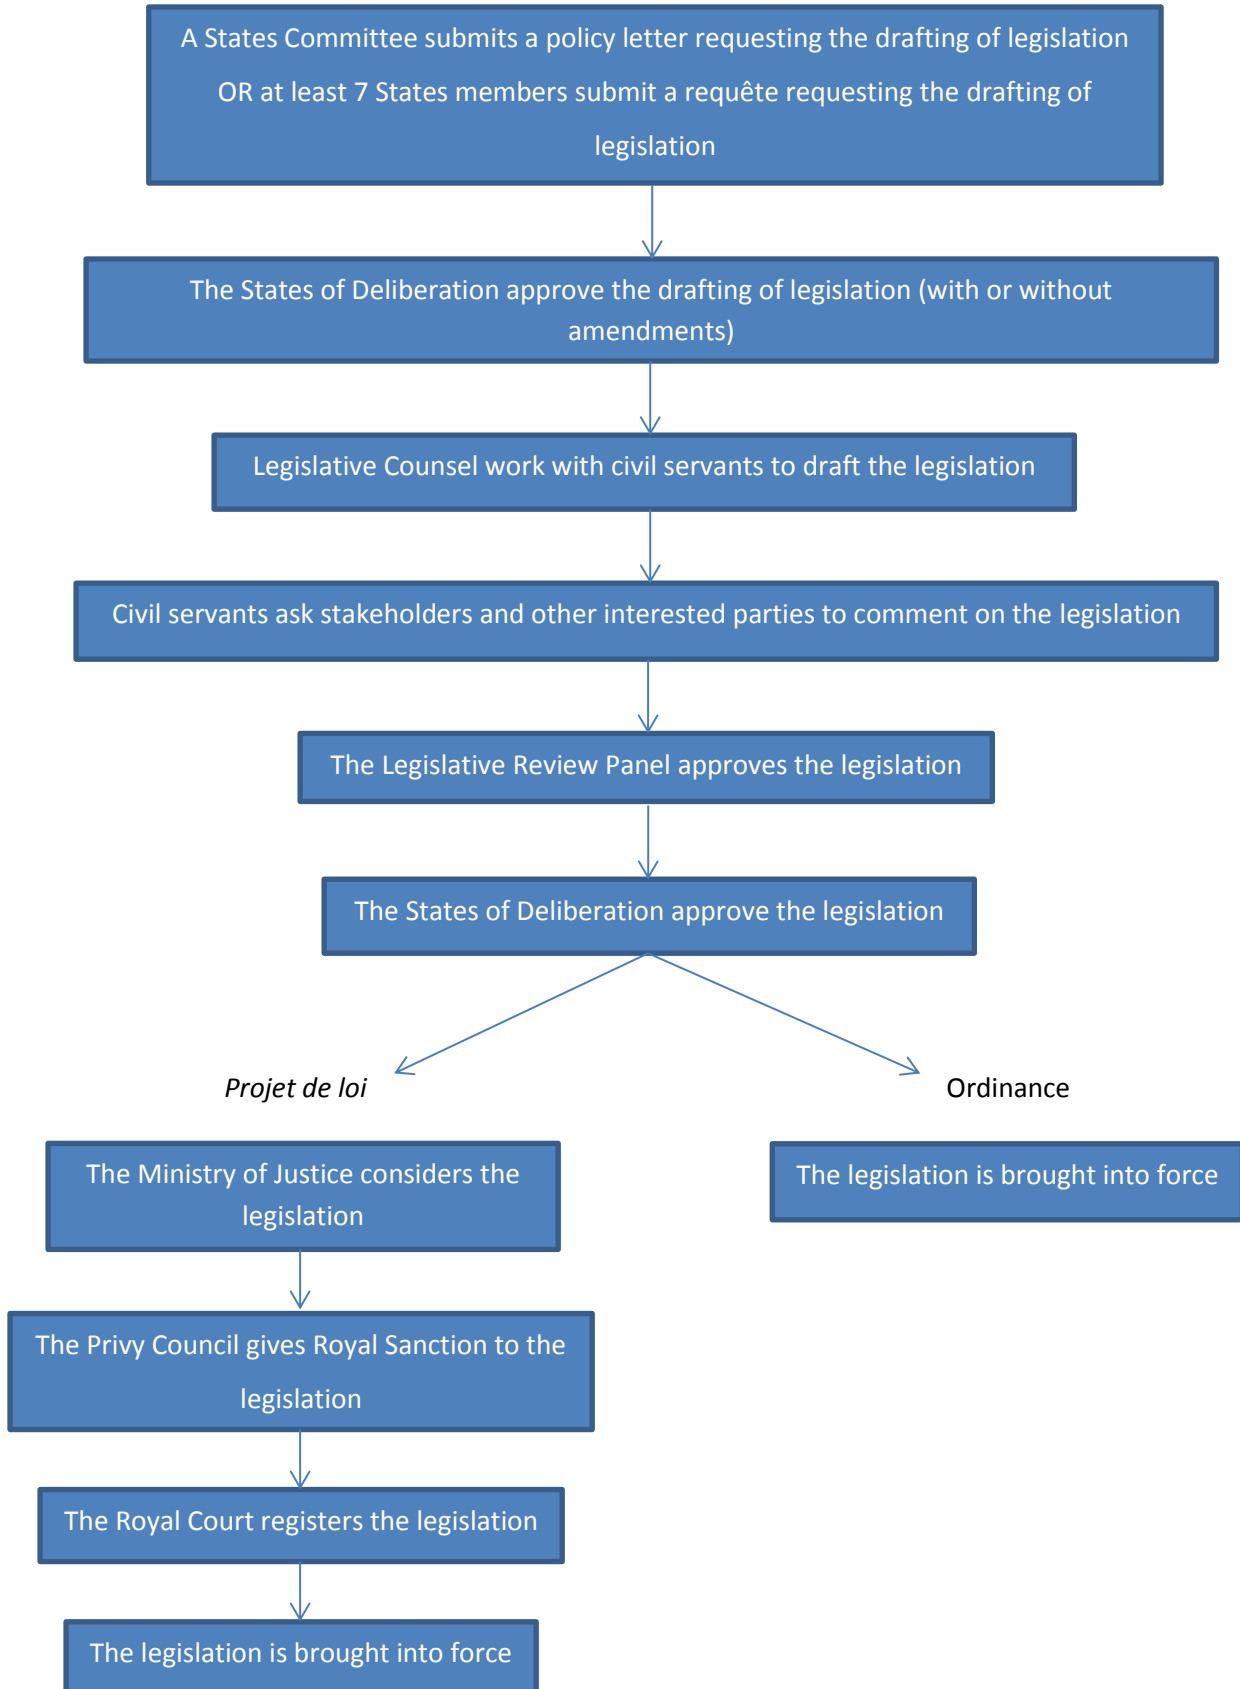 A States Committee submits a policy letter requesting the drafting of legislation
OR at least 7 States members submit a requête requesting the drafting of
legislation
The States of Deliberation approve the drafting of legislation (with or without
amendments)
Legislative Counsel work with civil servants to draft the legislation
Civil servants ask stakeholders and other interested parties to comment on the legislation
The Legislative Review Panel approves the legislation
The States of Deliberation approve the legislation
Projet de loi
Ordinance
The Ministry of Justice considers the
legislation
The legislation is brought into force
The Privy Council gives Royal Sanction to the
legislation
The Royal Court registers the legislation
The legislation is brought into force